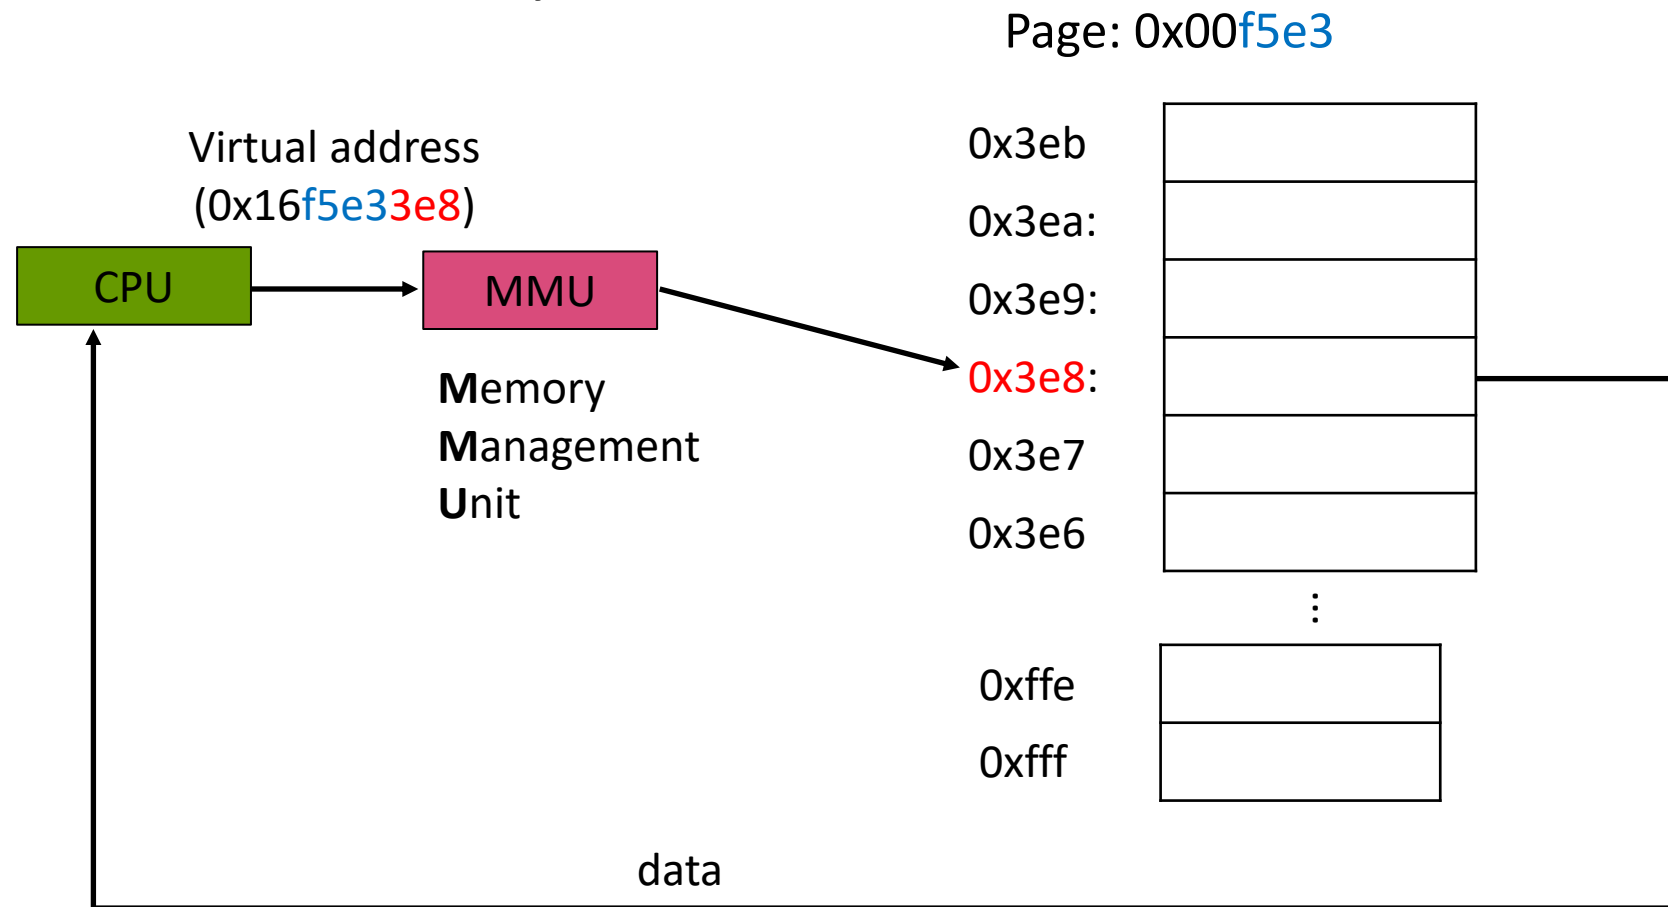 Page: 0x00f5e3
Virtual address
(0x16f5e33e8)
CPU
MMU
Memory
Management
Unit
0x3eb
0x3ea:
0x3e9:
0x3e8:
0x3e7
0x3e6
...
0xffe
0xfff
data